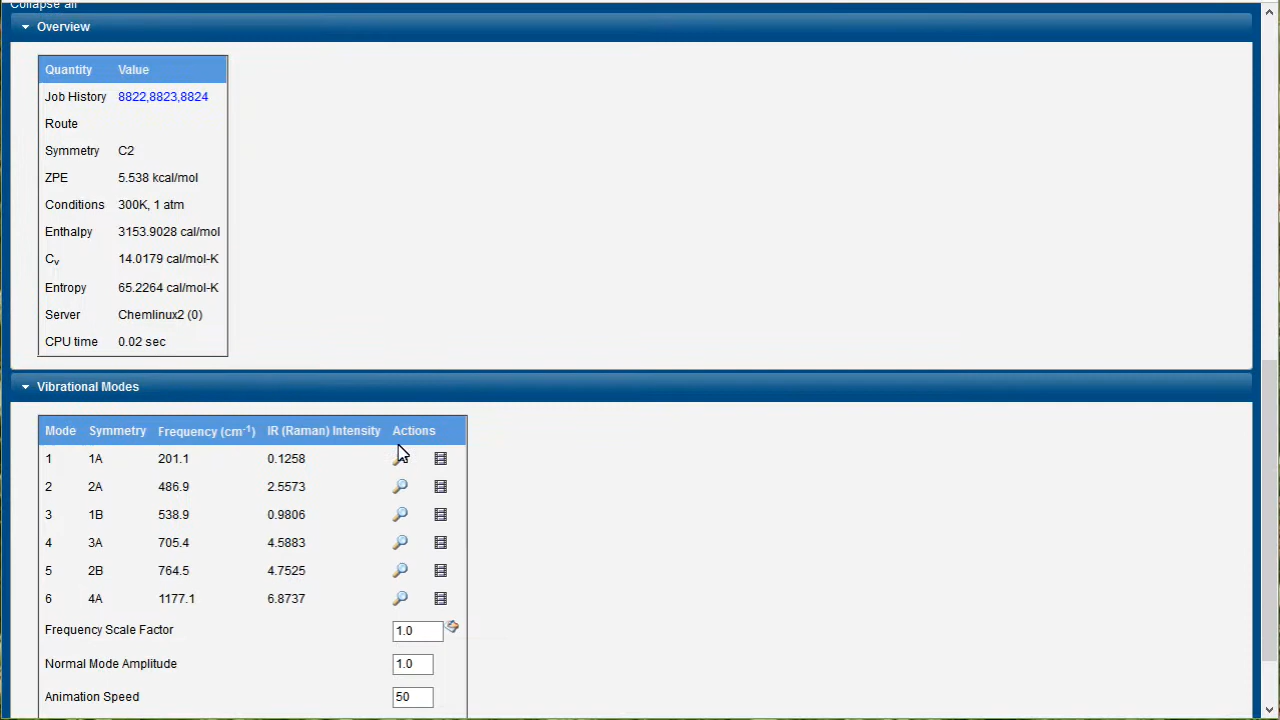 Collapse all
Overview
Quantity Value
Job History 8822,8823,8824
Route
Symmetry C2
ZPE 5.538 kcal/mol
Conditions 300K, 1 atm
Enthalpy 3153.9028 cal/mol
Cv 14.0179 cal/mol-K
Entropy 65.2264 cal/mol-K
Server Chemlinux2 (0)
CPU time 0.02 sec
Vibrational Modes
Mode Symmetry Frequency (cm-1) IR (Raman) Intensity Actions
1 1A 201.1 0.1258
2 2A 486.9 2.5573
3 1B 538.9 0.9806
4 3A 705.4 4.5883
5 2B 764.5 4.7525
6 4A 1177.1 6.8737
Frequency Scale Factor 1.0
Normal Mode Amplitude 1.0
Animation Speed 50